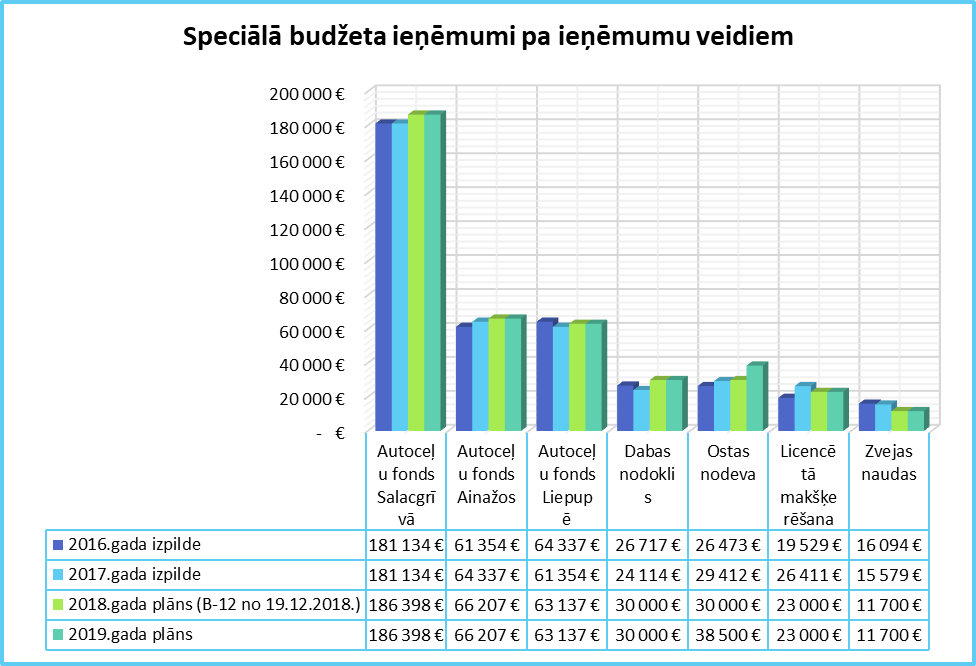 Speciālā budžeta ieņēmumi pa ieņēmumu veidiem
200 000 €
180 000 €
160 000 €
140 000 €
120 000 €
100 000 €
80 000 €
60 000 €
40 000 €
20 000 €
- €
Autoceļ
u fonds
Salacgrī
vā
Autoceļ
u fonds
Ainažos
Autoceļ
u fonds
Liepup
ē
Dabas
nodokli
s
Ostas
nodeva
Licencē
tā
makšķe
rēšana
Zvejas
naudas
2016.gada izpilde 181 134 € 61 354 € 64 337 € 26 717 € 26 473 € 19 529 € 16 094 €
2017.gada izpilde 181 134 € 64 337 € 61 354 € 24 114 € 29 412 € 26 411 € 15 579 €
2018.gada plāns (B-12 no 19.12.2018.) 186 398 € 66 207 € 63 137 € 30 000 € 30 000 € 23 000 € 11 700 €
2019.gada plāns 186 398 € 66 207 € 63 137 € 30 000 € 38 500 € 23 000 € 11 700 €